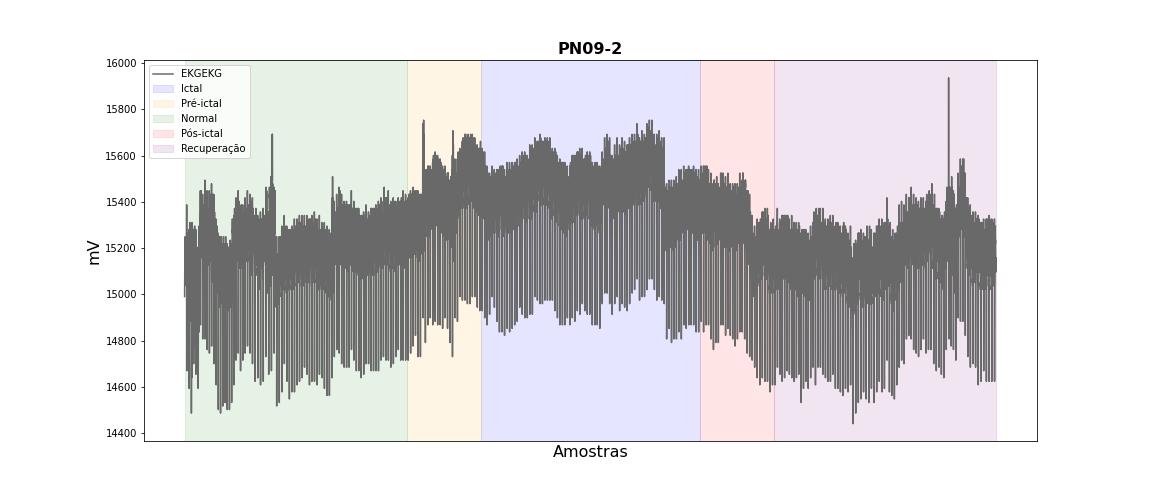 PN09-2
16000
15800
15600
15400
15200
15000
14800
14600
14400
mV
EKGEKG
Ictal
Pré-ictal
Normal
Pós-ictal
Recuperação
Amostras